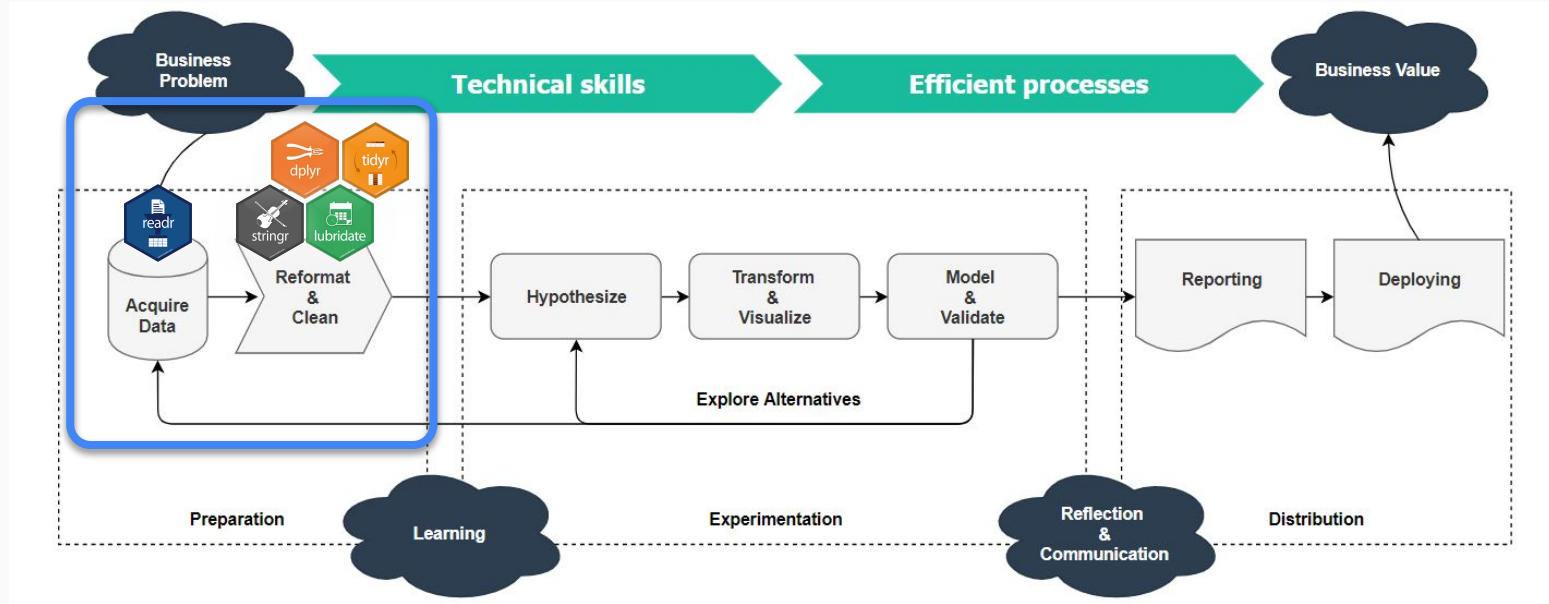 Business
Problem
Technical skills
Efficient processes
Business Value
dplyr
tidyr
readr
stringr
lubridate
Acquire
Data
Reformat
&
Clean
Hypothesize
Transform
&
Visualize
Model
&
Validate
Reporting
Deploying
Explore Alternatives
Preparation
Learning
Experimentation
Reflection
&
Communication
Distribution